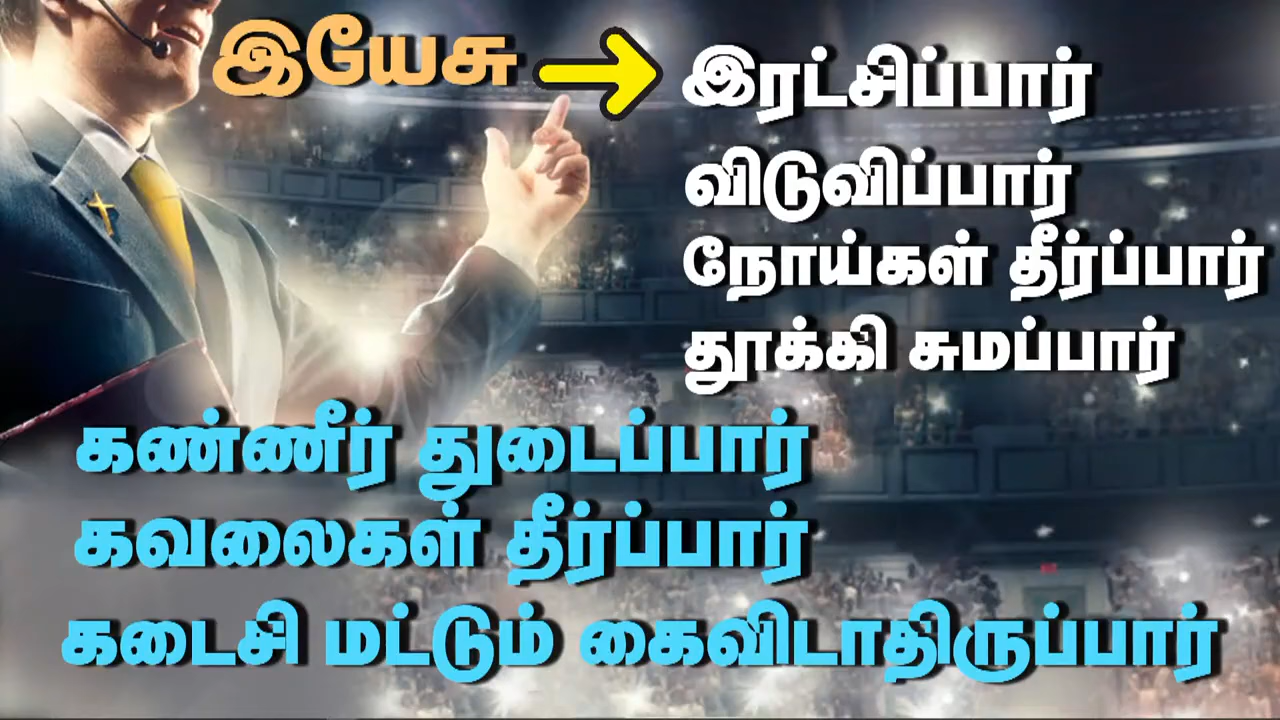 இயேசு
இரட்சிப்பார்
விடுவிப்பார்
நோய்கள் தீர்ப்பார்
தூக்கி சுமப்பார்
கண்ணீர் துடைப்பார்
கவலைகள் தீர்ப்பார்
கடைசி மட்டும் கைவிடாதிருப்பார்